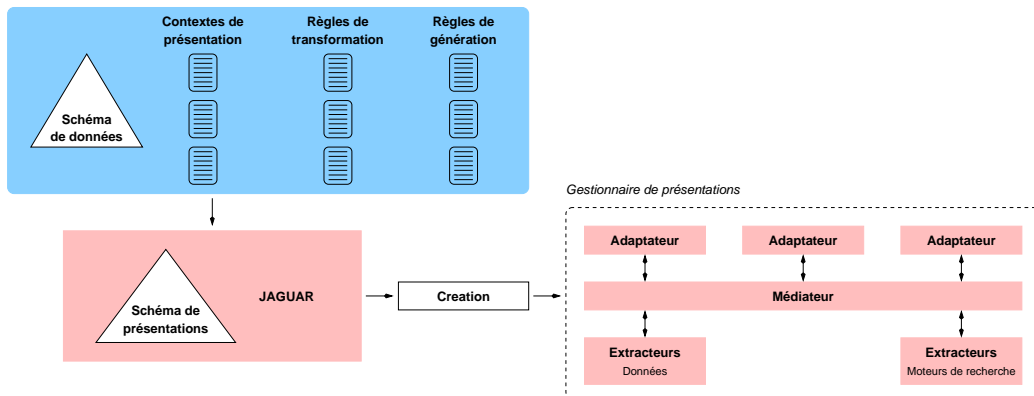 Contextes de
présentation
Règles de
transformation
Règles de
génération
Schéma
de données
Gestionnaire de présentations
Schéma de
présentations
JAGUAR
Creation
Adaptateur
Adaptateur
Adaptateur
Médiateur
Extracteurs
Données
Extracteurs
Moteurs de recherche